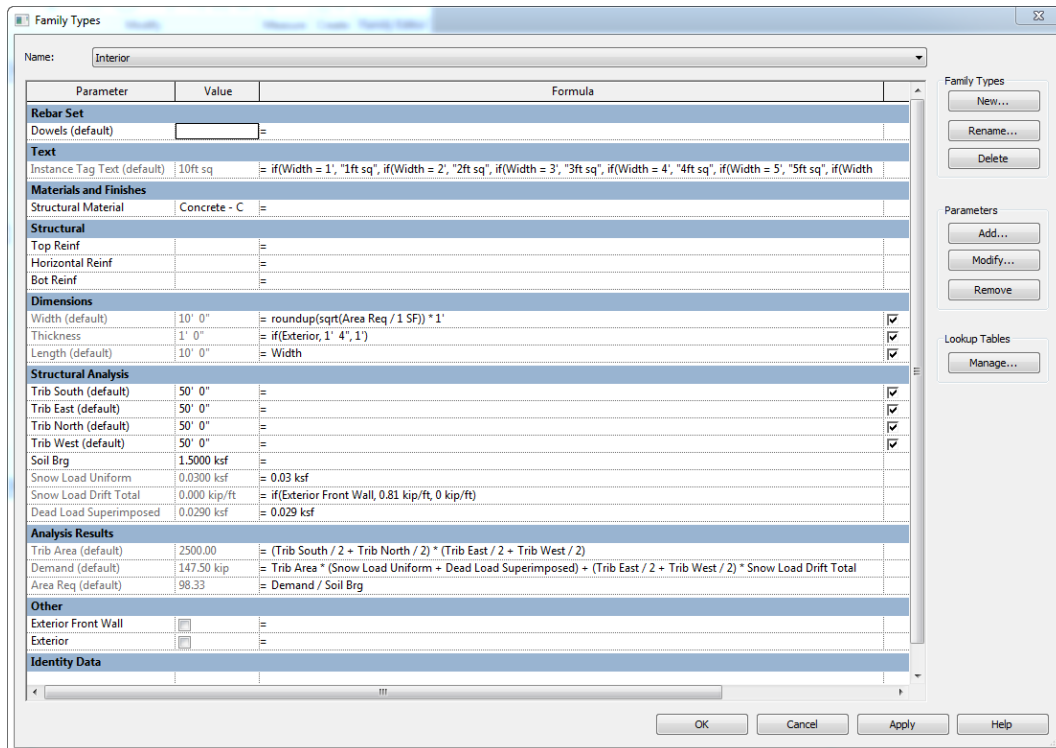 Family Types
Modify Measure Create Family Editor
Name: Interior
Parameter Value Formula
Rebar Set
Dowels (default) =
Text
Instance Tag Text (default) 10ft sq = if(Width = 1', "1ft sq", if(Width = 2', "2ft sq", if(Width = 3', "3ft sq", if(Width = 4', "4ft sq", if(Width = 5', "5ft sq", if(Width
Materials and Finishes
Structural Material Concrete - C =
Structural
Top Reinf =
Horizontal Reinf =
Bot Reinf =
Dimensions
Width (default) 10' 0" = roundup(sqrt(Area Req / 1 SF)) * 1'
Thickness 1' 0" = if(Exterior, 1' 4", 1')
Length (default) 10' 0" = Width
Structural Analysis
Trib South (default) 50' 0" =
Trib East (default) 50' 0" =
Trib North (default) 50' 0" =
Trib West (default) 50' 0" =
Soil Brg 1.5000 ksf =
Snow Load Uniform 0.0300 ksf = 0.03 ksf
Snow Load Drift Total 0.000 kip/ft = if(Exterior Front Wall, 0.81 kip/ft, 0 kip/ft)
Dead Load Superimposed 0.0290 ksf = 0.029 ksf
Analysis Results
Trib Area (default) 2500.00 = (Trib South / 2 + Trib North / 2) * (Trib East / 2 + Trib West / 2)
Demand (default) 147.50 kip = Trib Area * (Snow Load Uniform + Dead Load Superimposed) + (Trib East / 2 + Trib West / 2) * Snow Load Drift Total
Area Req (default) 98.33 = Demand / Soil Brg
Other
Exterior Front Wall =
Exterior =
Identity Data
Family Types
New...
Rename...
Delete
Parameters
Add...
Modify...
Remove
Lookup Tables
Manage...
OK Cancel Apply Help